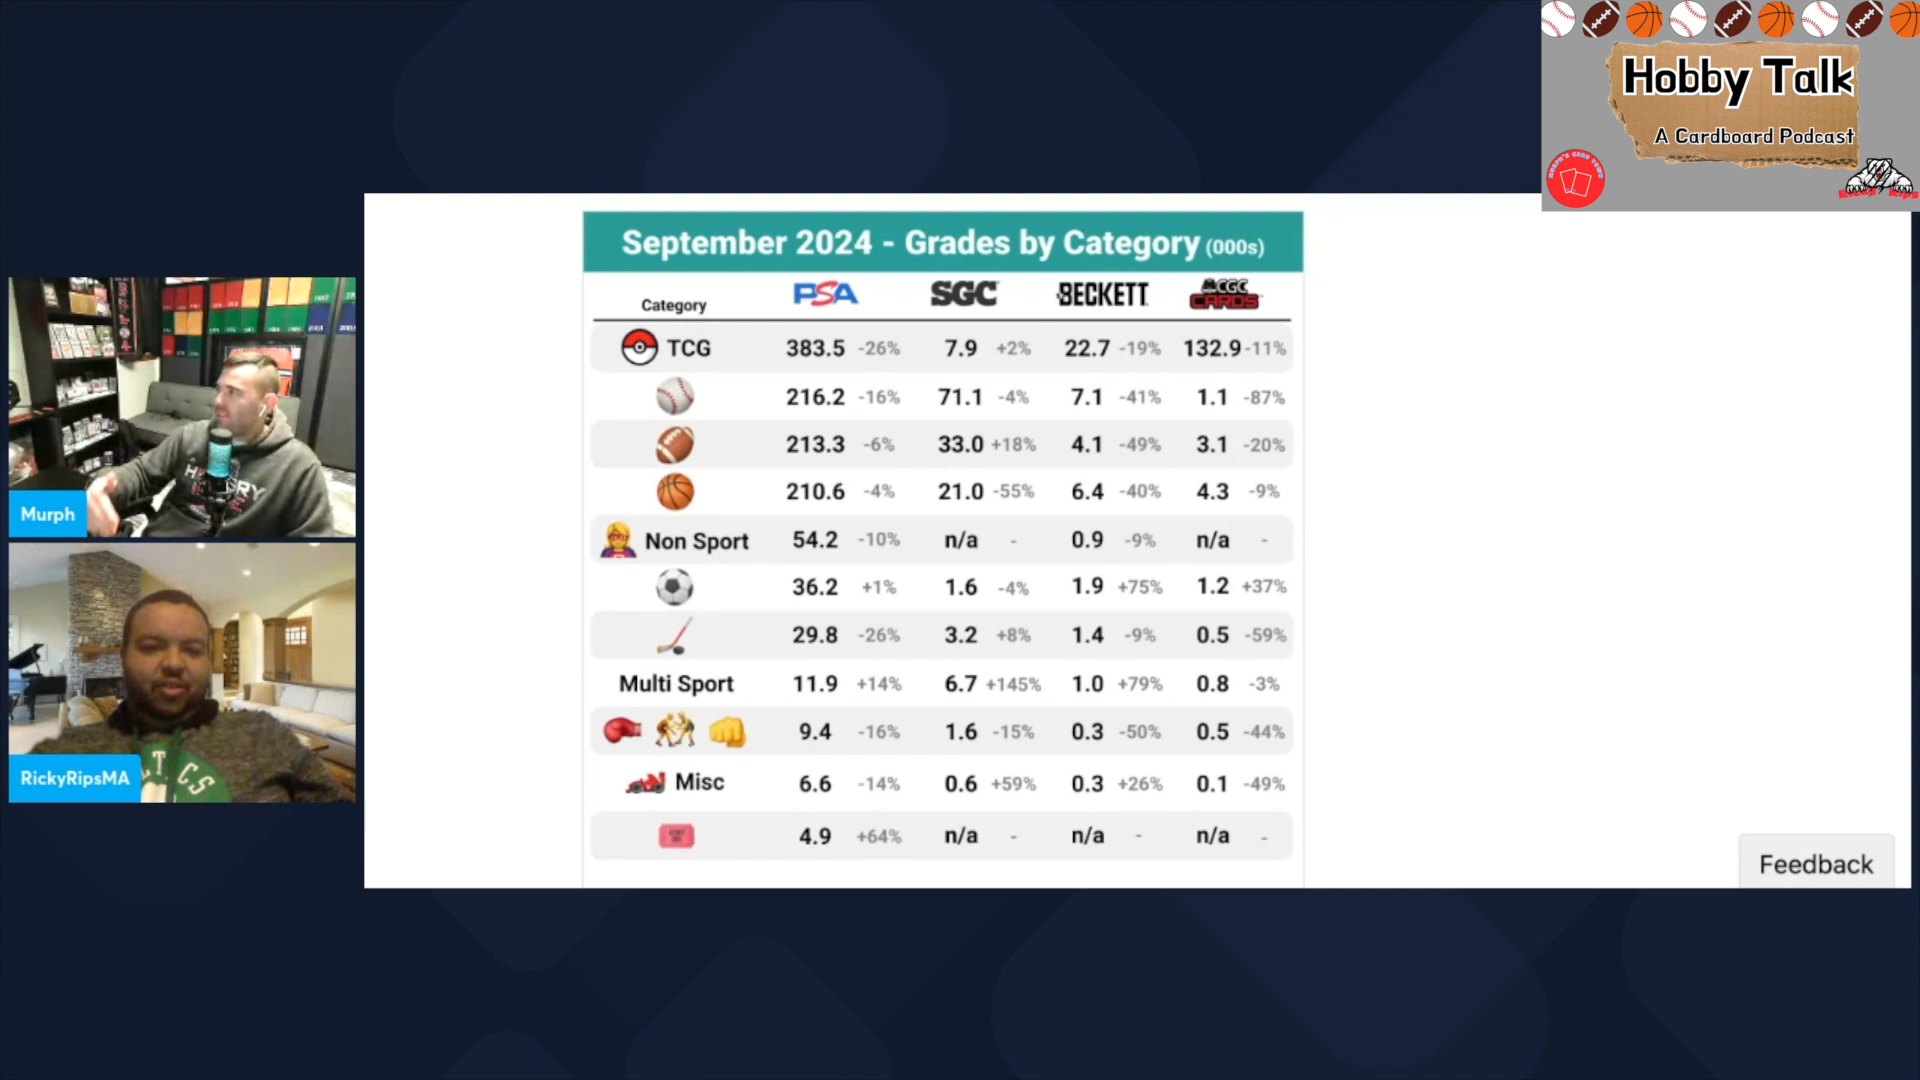 Hobby Talk
A Cardboard Podcast
September 2024 - Grades by Category (000s)
Category PSA SGC BECKETT CGC CARDS
TCG 383.5 -26% 7.9 +2% 22.7 -19% 132.9 -11%
216.2 -16% 71.1 -4% 7.1 -41% 1.1 -87%
213.3 -6% 33.0 +18% 4.1 -49% 3.1 -20%
210.6 -4% 21.0 -55% 6.4 -40% 4.3 -9%
Non Sport 54.2 -10% n/a - 0.9 -9% n/a -
36.2 +1% 1.6 -4% 1.9 +75% 1.2 +37%
29.8 -26% 3.2 +8% 1.4 -9% 0.5 -59%
Multi Sport 11.9 +14% 6.7 +145% 1.0 +79% 0.8 -3%
9.4 -16% 1.6 -15% 0.3 -50% 0.5 -44%
Misc 6.6 -14% 0.6 +59% 0.3 +26% 0.1 -49%
4.9 +64% n/a - n/a - n/a -
Feedback
Murph
RickyRipsMA